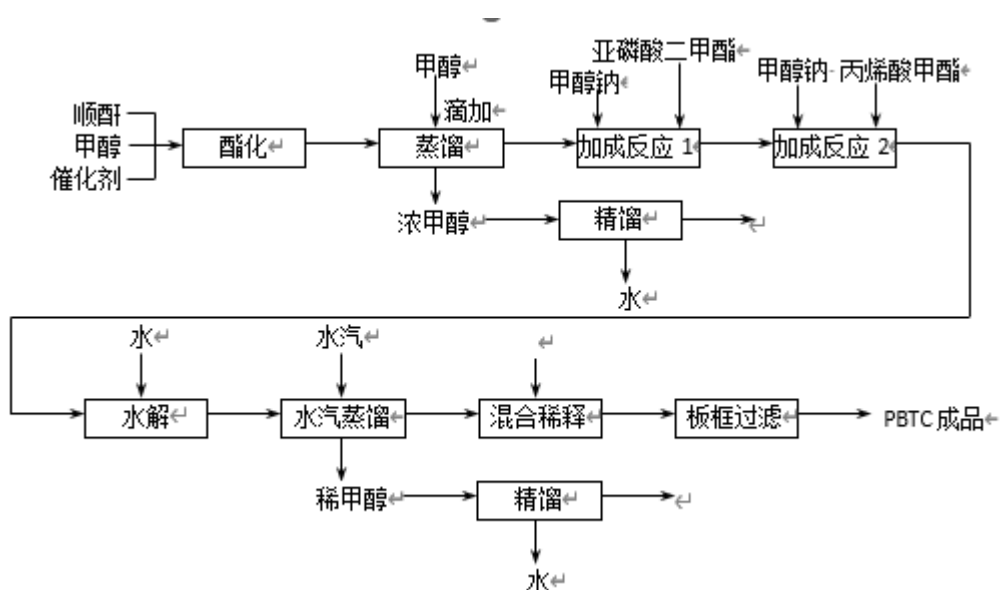 亚磷酸二甲酯
甲醇
甲醇钠
甲醇钠
丙烯酸甲酯
滴加
顺酐
甲醇
催化剂
酯化
蒸馏
加成反应 1
加成反应 2
浓甲醇
精馏
水
水
水汽
水解
水汽蒸馏
混合稀释
板框过滤
PBTC 成品
稀甲醇
精馏
水